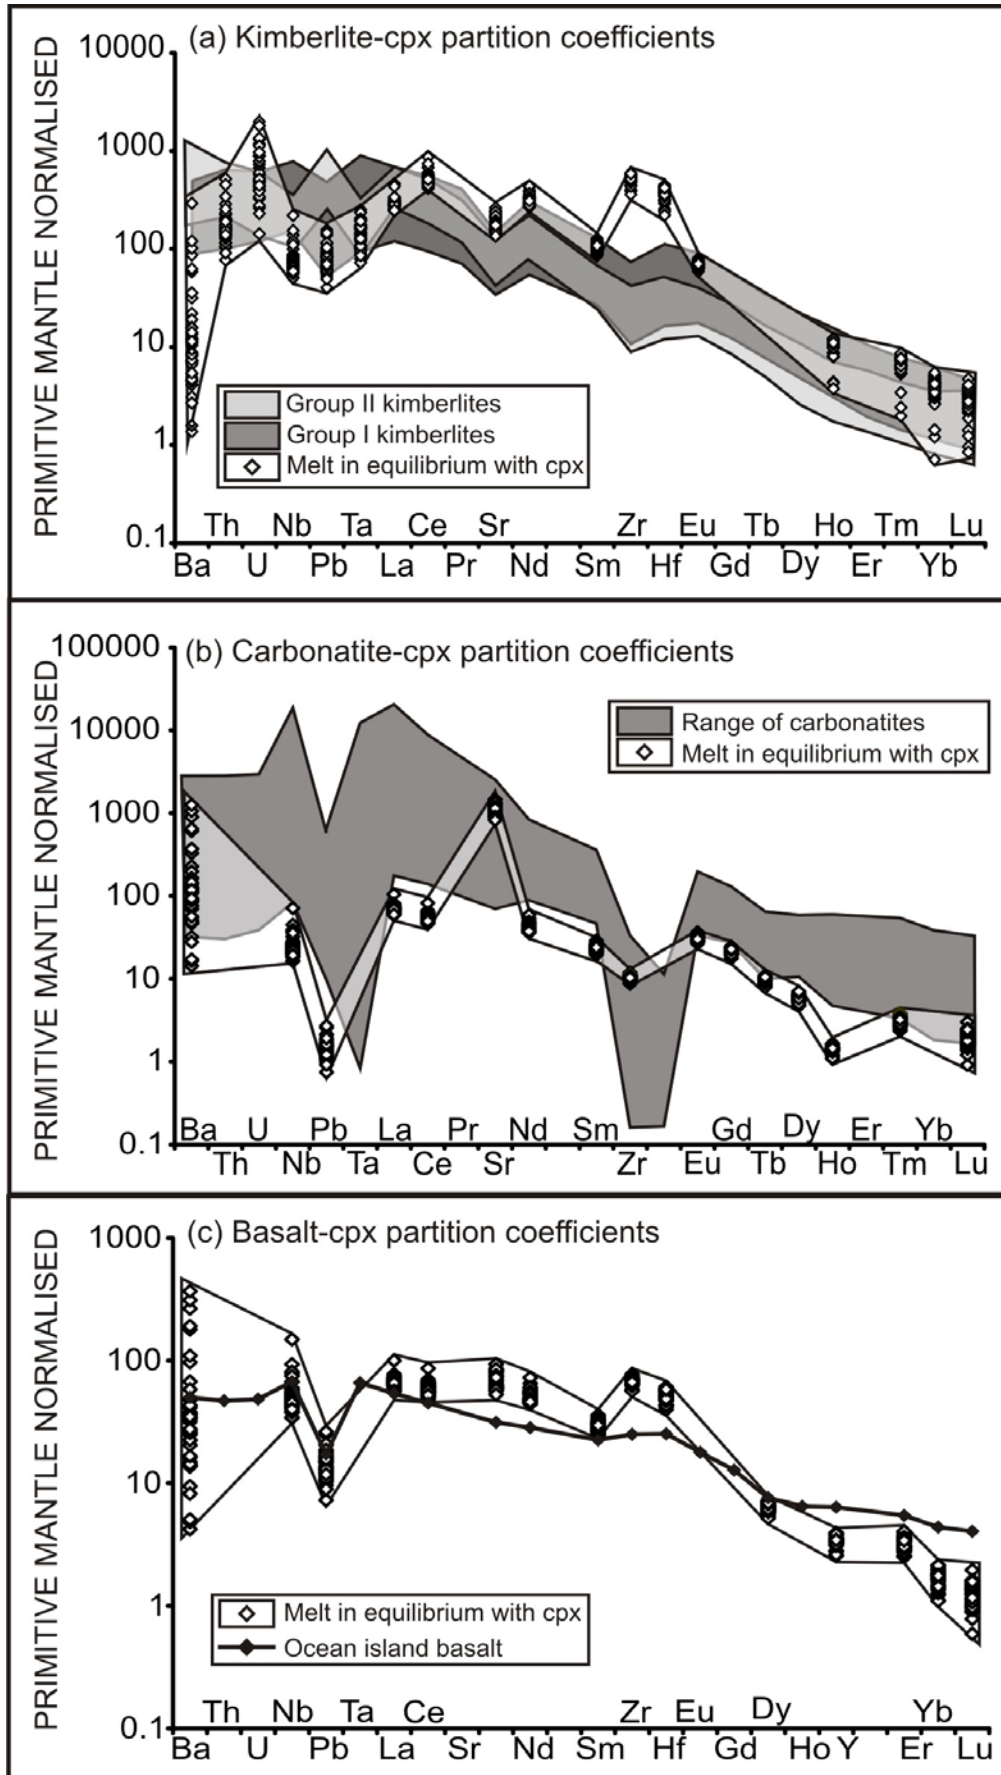 (a) Kimberlite-cpx partition coefficients
PRIMITIVE MANTLE NORMALISED
10000
1000
100
10
1
0.1
Group II kimberlites
Group I kimberlites
Melt in equilibrium with cpx
Th Nb Ta Ce Sr Zr Eu Tb Ho Tm Lu
Ba U Pb La Pr Nd Sm Hf Gd Dy Er Yb
(b) Carbonatite-cpx partition coefficients
PRIMITIVE MANTLE NORMALISED
100000
10000
1000
100
10
1
0.1
Range of carbonatites
Melt in equilibrium with cpx
Ba U Pb La Pr Nd Sm Gd Dy Er Yb
Th Nb Ta Ce Sr Zr Eu Tb Ho Tm Lu
(c) Basalt-cpx partition coefficients
PRIMITIVE MANTLE NORMALISED
1000
100
10
1
0.1
Melt in equilibrium with cpx
Ocean island basalt
Th Nb Ta Ce Zr Eu Dy Yb
Ba U Pb La Sr Nd Sm Hf Gd Ho Y Er Lu